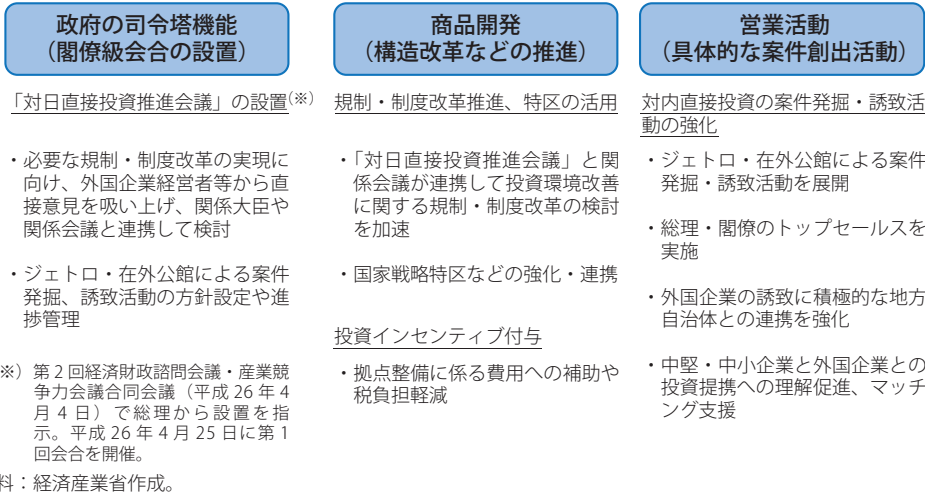 政府の司令塔機能
（閣僚級会合の設置）
「対日直接投資推進会議」の設置(※)
・必要な規制・制度改革の実現に
向け、外国企業経営者等から直
接意見を吸い上げ、関係大臣や
関係会議と連携して検討
・ジェトロ・在外公館による案件
発掘、誘致活動の方針設定や進
捗管理
※）第２回経済財政諮問会議・産業競
争力会議合同会議（平成 26 年 4
月 4 日）で総理から設置を指
示。平成 26 年 4 月 25 日に第 1
回会合を開催。
料：経済産業省作成。
商品開発
（構造改革などの推進）
規制・制度改革推進、特区の活用
・「対日直接投資推進会議」と関
係会議が連携して投資環境改善
に関する規制・制度改革の検討
を加速
・国家戦略特区などの強化・連携
投資インセンティブ付与
・拠点整備に係る費用への補助や
税負担軽減
営業活動
（具体的な案件創出活動）
対内直接投資の案件発掘・誘致活
動の強化
・ジェトロ・在外公館による案件
発掘・誘致活動を展開
・総理・閣僚のトップセールスを
実施
・外国企業の誘致に積極的な地方
自治体との連携を強化
・中堅・中小企業と外国企業との
投資提携への理解促進、マッチ
ング支援